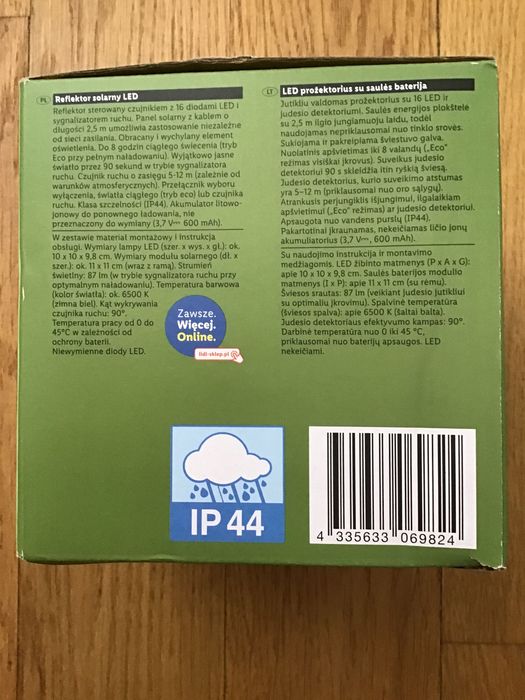 PL
Reflektor solarny LED
Reflektor sterowany czujnikiem z 16 diodami LED i
sygnalizatorem ruchu. Panel solarny z kablem o
długości 2,5 m umożliwia zastosowanie niezależne
od sieci zasilania. Obracany i wychylany element
oświetlenia. Do 8 godzin ciągłego świecenia (tryb
Eco przy pełnym naładowaniu). Wyjątkowo jasne
światło przez 90 sekund w trybie sygnalizatora
ruchu. Czujnik ruchu o zasięgu 5-12 m (zależnie od
warunków atmosferycznych). Przełącznik wyboru
wyłączenia, światła ciągłego (tryb eco) lub czujnika
ruchu. Klasa szczelności (IP44). Akumulator litowo-
jonowy do ponownego ładowania, nie
przeznaczony do wymiany (3,7 V⎓ 600 mAh).
W zestawie materiał montażowy i instrukcja
obsługi. Wymiary lampy LED (szer. x wys. x gł.): ok.
10 x 10 x 9,8 cm. Wymiary modułu solarnego (dł. x
szer.): ok. 11 x 11 cm (wraz z ramą). Strumień
świetlny: 87 lm (w trybie sygnalizatora ruchu przy
optymalnym naładowaniu). Temperatura barwowa
(kolor światła): ok. 6500 K
(zimna biel). Kąt wykrywania
czujnika ruchu: 90°.
Temperatura pracy od 0 do
45°C w zależności od
ochrony baterii.
Niewymienne diody LED.
Zawsze.
Więcej.
Online.
lidl-sklep.pl
LT
LED prožektorius su saulės baterija
Jutikliu valdomas prožektorius su 16 LED ir
judesio detektoriumi. Saulės energijos plokštelė
su 2,5 m ilgio jungiamuoju laidu, todėl
naudojamas nepriklausomai nuo tinklo srovės.
Sukiojama ir pakreipiama šviestuvo galva.
Nuolatinis apšvietimas iki 8 valandų („Eco“
režimas visiškai įkrovus). Suveikus judesio
detektoriui 90 s skleidžia itin ryškią šviesą.
Judesio detektorius, kurio suveikimo atstumas
yra 5–12 m (priklausomai nuo oro sąlygų).
Atrankusis perjungiklis išjungimui, ilgalaikiam
apšvietimui („Eco“ režimas) ar judesio detektoriui.
Apsaugota nuo vandens purslų (IP44).
Pakartotinai įkraunamas, nekeičiamas ličio jonų
akumuliatorius (3,7 V⎓, 600 mAh).
Su naudojimo instrukcija ir montavimo
medžiagomis. LED žibinto matmenys (P x A x G):
apie 10 x 10 x 9,8 cm. Saulės baterijos modulio
matmenys (I x P): apie 11 x 11 cm (su rėmu).
Šviesos srautas: 87 lm (veikiant judesio jutikliui
su optimaliu įkrovimu). Spalvinė temperatūra
(šviesos spalva): apie 6500 K (šaltai balta).
Judesio detektoriaus efektyvumo kampas: 90°.
Darbinė temperatūra nuo 0 iki 45 °C,
priklausomai nuo baterijų apsaugos. LED
nekeičiami.
IP 44
4 335633 069824